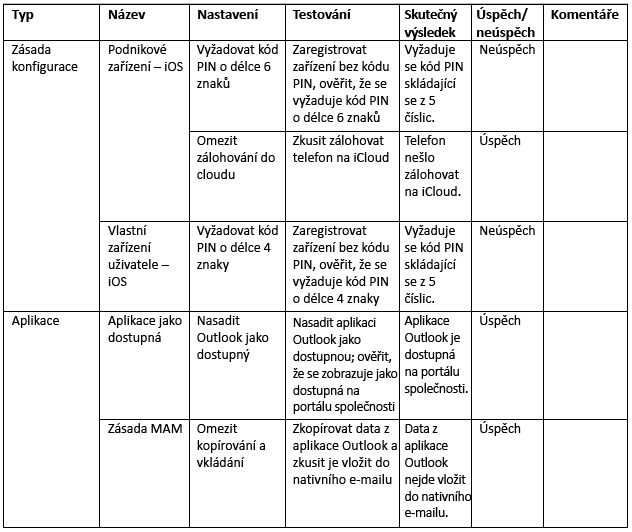 Typ
Název
Nastavení
Testování
Skutečný
výsledek
Úspěch/
neúspěch
Komentáře
Zásada
konfigurace
Podnikové
zařízení – iOS
Vyžadovat kód
PIN o délce 6
znaků
Zaregistrovat
zařízení bez kódu
PIN, ověřit, že se
vyžaduje kód PIN
o délce 6 znaků
Vyžaduje
se kód PIN
skládající
se z 5
číslic.
Neúspěch
Omezit
zálohování do
cloudu
Zkusit zálohovat
telefon na iCloud
Telefon
nešlo
zálohovat
na iCloud.
Úspěch
Vlastní
zařízení
uživatele –
iOS
Vyžadovat kód
PIN o délce 4
znaky
Zaregistrovat
zařízení bez kódu
PIN, ověřit, že se
vyžaduje kód PIN
o délce 4 znaky
Vyžaduje
se kód PIN
skládající
se z 5
číslic.
Neúspěch
Aplikace
Aplikace jako
dostupná
Nasadit
Outlook jako
dostupný
Nasadit aplikaci
Outlook jako
dostupnou; ověřit,
že se zobrazuje jako
dostupná na
portálu společnosti
Aplikace
Outlook je
dostupná
na portálu
společnosti.
Úspěch
Zásada MAM
Omezit
kopírování a
vkládání
Zkopírovat data z
aplikace Outlook a
zkusit je vložit do
nativního e-mailu
Data z
aplikace
Outlook
nejde vložit
do nativního
e-mailu.
Úspěch